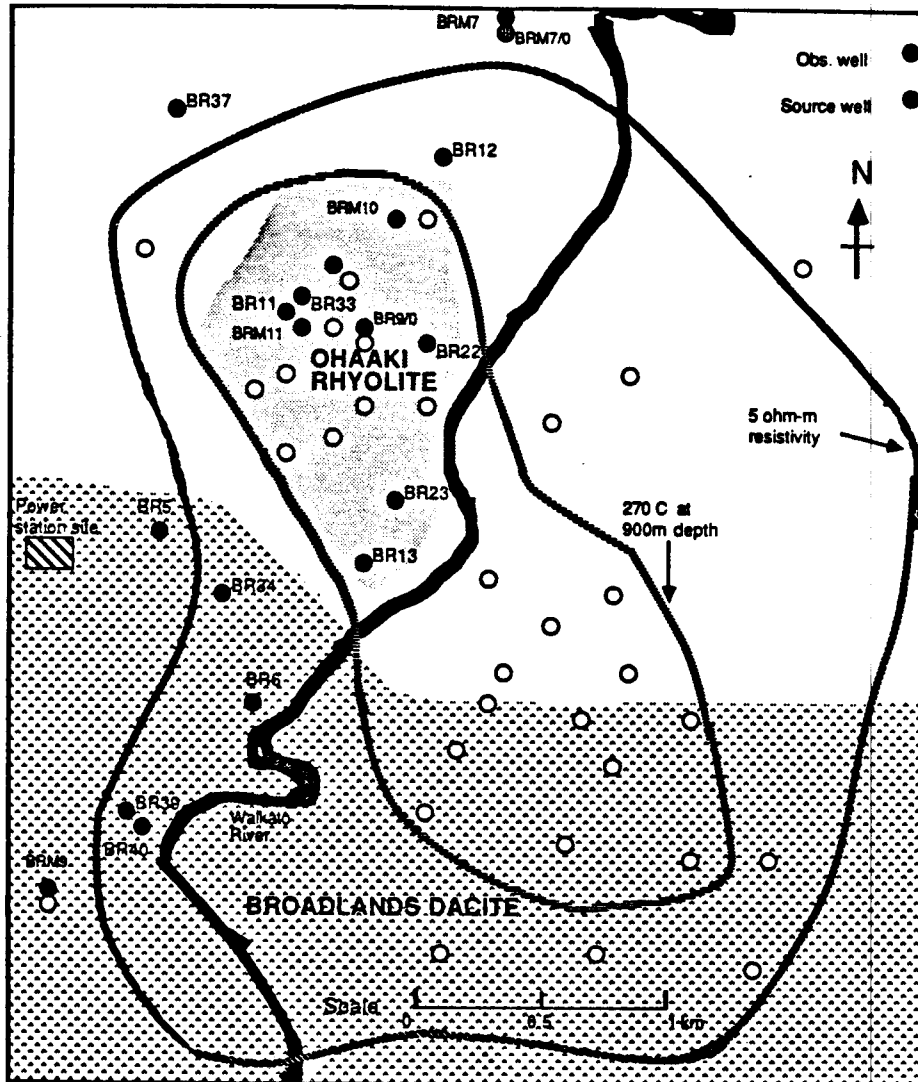 BRM7
BRM7/0
Obs. well
BR37
Source well
BR12
N
BRM10
BR11
BR33
BRM11
BR9/0
BR22
OHAAKI
RHYOLITE
5 ohm-m
resistivity
BR23
Power
station site
BR5
270 C at
900m depth
BR13
BR34
BR6
BR39
BR40
Waikato
River
BRM9
BROADLANDS DACITE
Scale
0 0.5 1 km